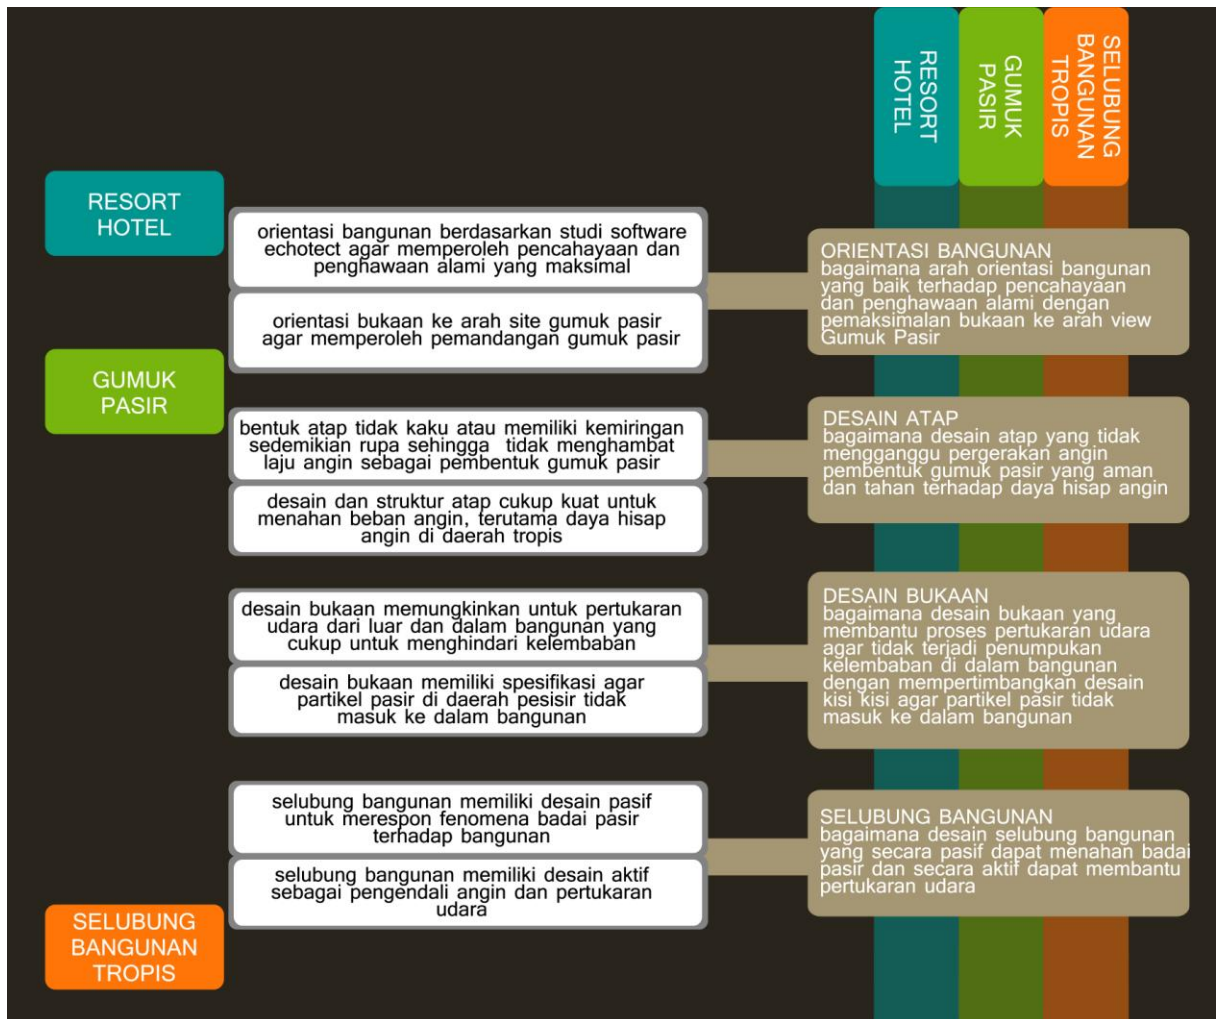 RESORT
HOTEL
GUMUK
PASIR
SELUBUNG
BANGUNAN
TROPIS
RESORT
HOTEL
orientasi bangunan berdasarkan studi software
echotect agar memperoleh pencahayaan dan
penghawaan alami yang maksimal
orientasi bukaan ke arah site gumuk pasir
agar memperoleh pemandangan gumuk pasir
ORIENTASI BANGUNAN
bagaimana arah orientasi bangunan
yang baik terhadap pencahayaan
dan penghawaan alami dengan
pemaksimalan bukaan ke arah view
Gumuk Pasir
GUMUK
PASIR
bentuk atap tidak kaku atau memiliki kemiringan
sedemikian rupa sehingga tidak menghambat
laju angin sebagai pembentuk gumuk pasir
desain dan struktur atap cukup kuat untuk
menahan beban angin, terutama daya hisap
angin di daerah tropis
DESAIN ATAP
bagaimana desain atap yang tidak
mengganggu pergerakan angin
pembentuk gumuk pasir yang aman
dan tahan terhadap daya hisap angin
desain bukaan memungkinkan untuk pertukaran
udara dari luar dan dalam bangunan yang
cukup untuk menghindari kelembaban
desain bukaan memiliki spesifikasi agar
partikel pasir di daerah pesisir tidak
masuk ke dalam bangunan
DESAIN BUKAAN
bagaimana desain bukaan yang
membantu proses pertukaran udara
agar tidak terjadi penumpukan
kelembaban di dalam bangunan
dengan mempertimbangkan desain
kisi kisi agar partikel pasir tidak
masuk ke dalam bangunan
selubung bangunan memiliki desain pasif
untuk merespon fenomena badai pasir
terhadap bangunan
selubung bangunan memiliki desain aktif
sebagai pengendali angin dan pertukaran
udara
SELUBUNG BANGUNAN
bagaimana desain selubung bangunan
yang secara pasif dapat menahan badai
pasir dan secara aktif dapat membantu
pertukaran udara
SELUBUNG
BANGUNAN
TROPIS